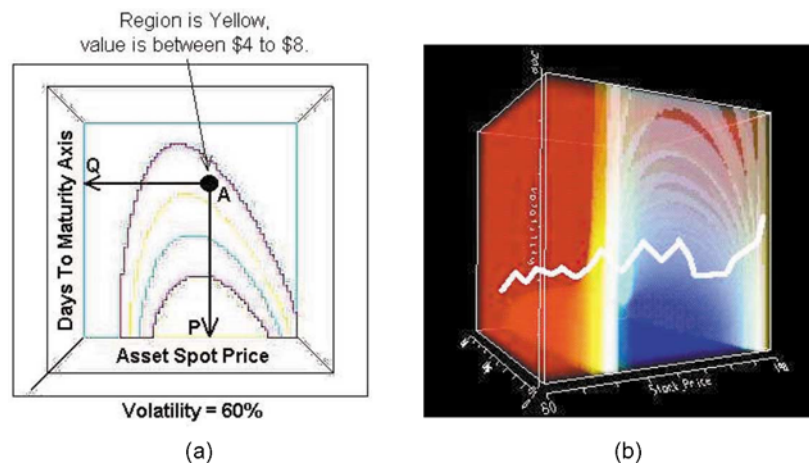 Region is Yellow,
value is between $4 to $8.
Days To Maturity Axis
Q
A
P
Asset Spot Price
Volatility = 60%
(a)
Stock Price
60
(b)